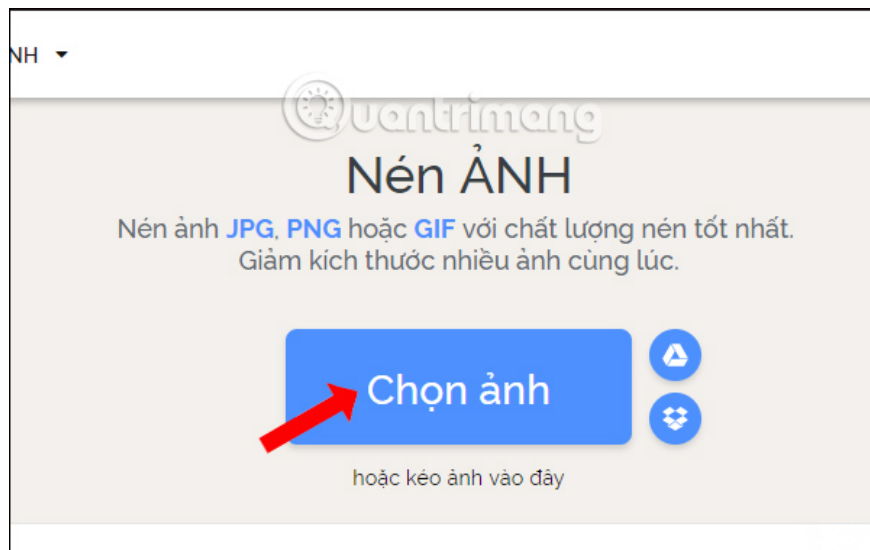 NH
Quantrimang
Nén ẢNH
Nén ảnh JPG, PNG hoặc GIF với chất lượng nén tốt nhất.
Giảm kích thước nhiều ảnh cùng lúc.
Chọn ảnh
hoặc kéo ảnh vào đây